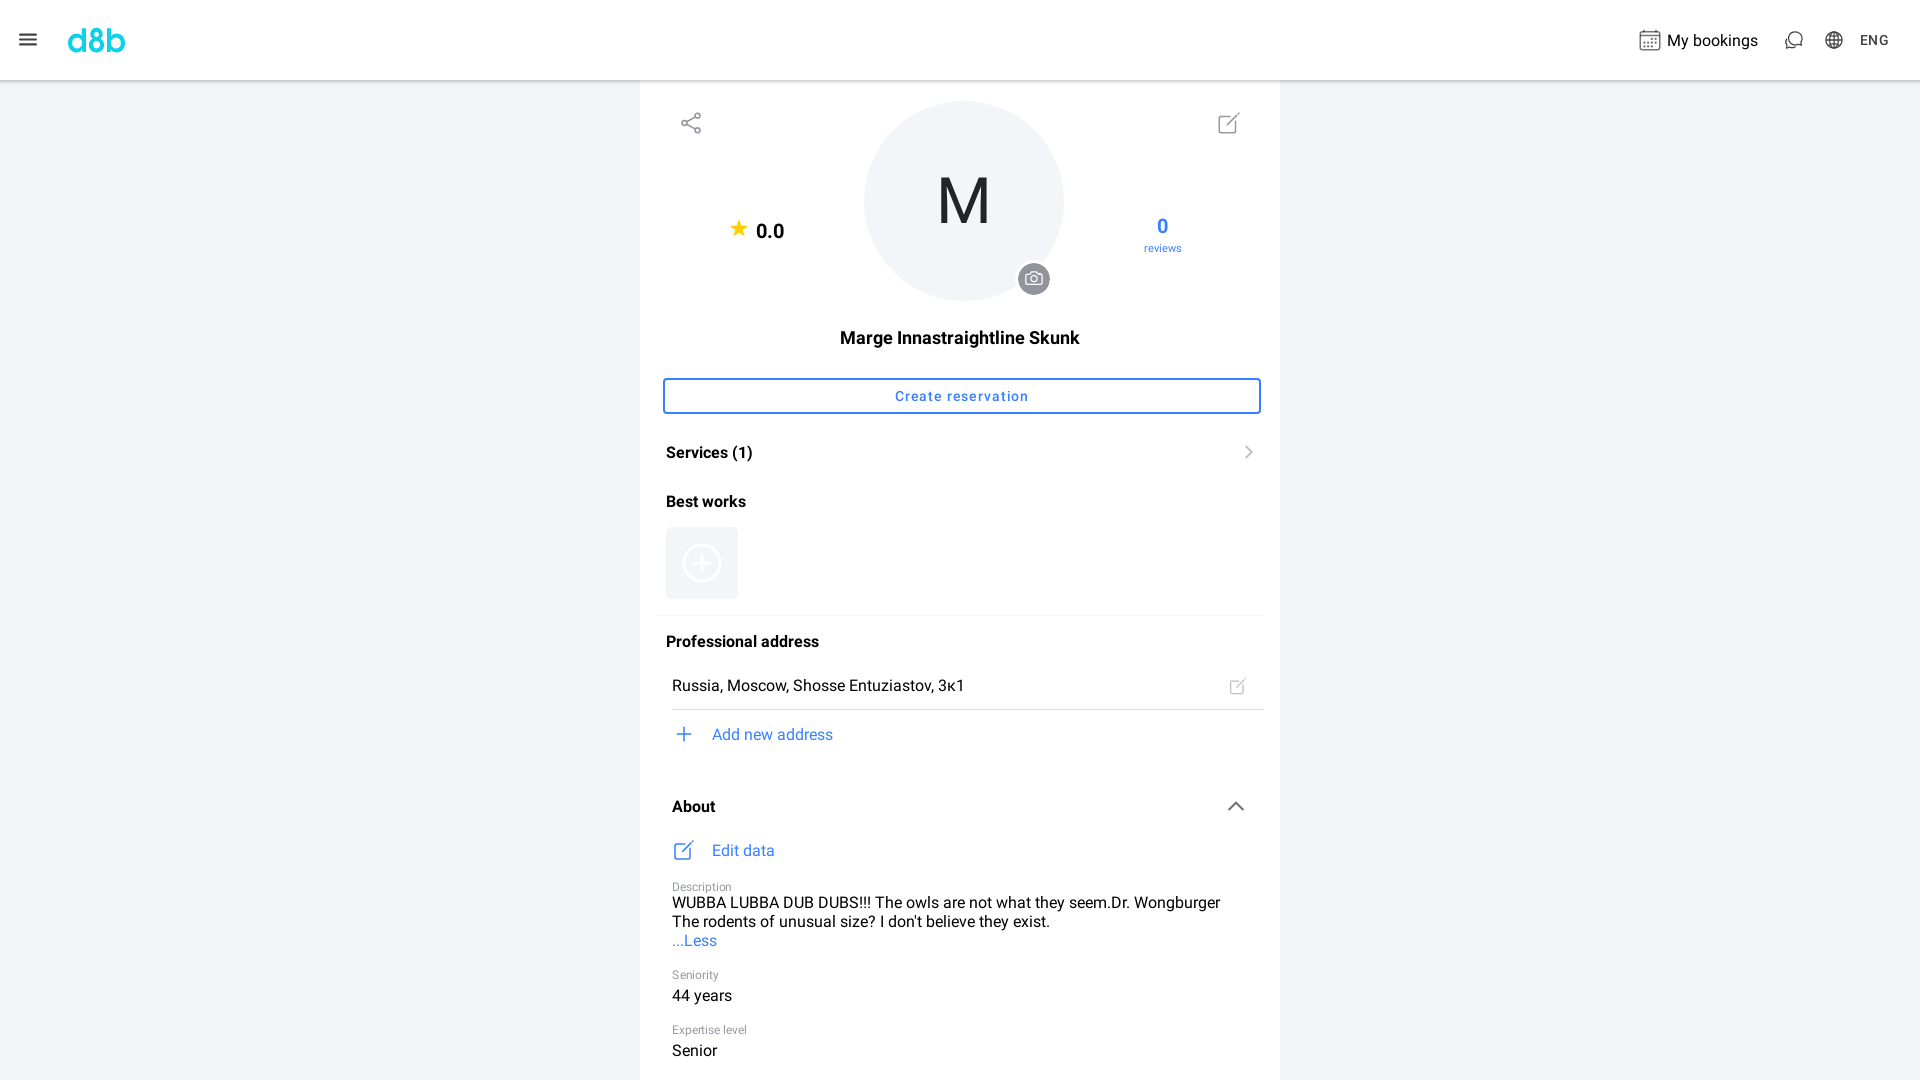 d8b
My bookings
ENG
M
0.0
0
reviews
Marge Innastraightline Skunk
Create reservation
Services (1)
Best works
Professional address
Russia, Moscow, Shosse Entuziastov, 3к1
Add new address
About
Edit data
Description
WUBBA LUBBA DUB DUBS!!! The owls are not what they seem.Dr. Wongburger
The rodents of unusual size? I don't believe they exist.
...Less
Seniority
44 years
Expertise level
Senior